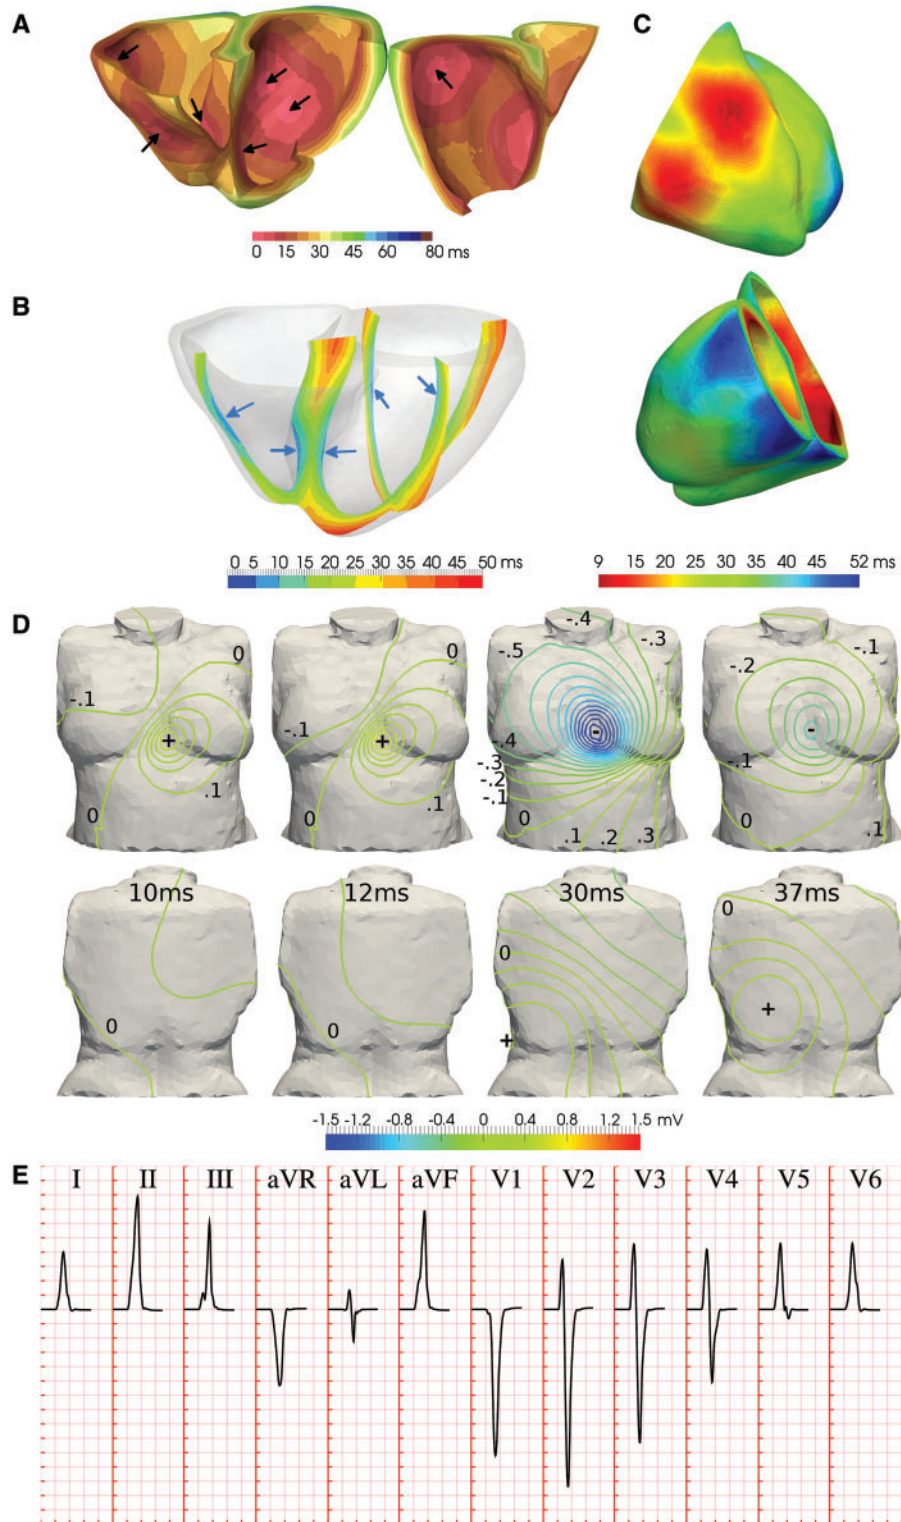 A
C
0 15 30 45 60 80 ms
B
0 5 10 15 20 25 30 35 40 45 50 ms
9 15 20 25 30 35 40 45 52 ms
D
0 0 -.4 -.3 -.1
-.5 -.2
-.1
-.1 -.4 -.1
-.3
-.2
+ + - -
.1 .1 -.1
0 0 0 .1 .2 .3 0 .1
10ms 12ms 30ms 37ms
0 0
0 0 + +
-1.5 -1.2 -0.8 -0.4 0 0.4 0.8 1.2 1.5 mV
E
I II III aVR aVL aVF V1 V2 V3 V4 V5 V6